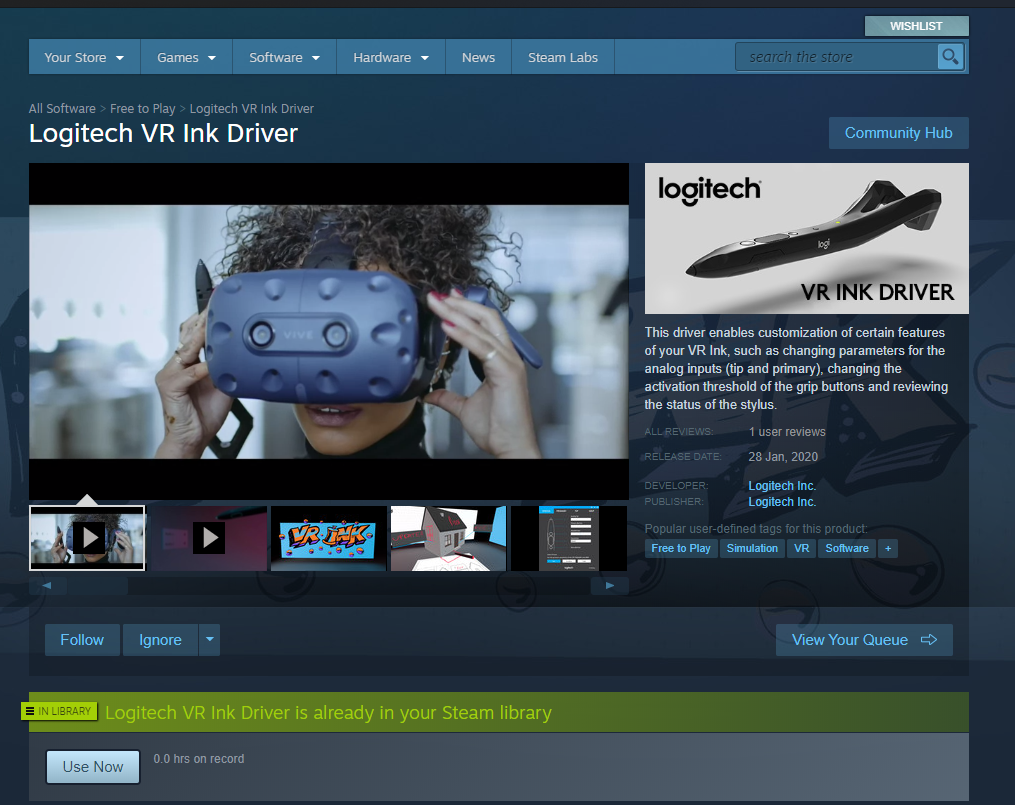 WISHLIST
Your Store
Games
Software
Hardware
News
Steam Labs
search the store
All Software > Free to Play > Logitech VR Ink Driver
Logitech VR Ink Driver
Community Hub
VIVE
logitech
logi
VR INK DRIVER
This driver enables customization of certain features
of your VR Ink, such as changing parameters for the
analog inputs (tip and primary), changing the
activation threshold of the grip buttons and reviewing
the status of the stylus.
ALL REVIEWS: 1 user reviews
RELEASE DATE: 28 Jan, 2020
DEVELOPER: Logitech Inc.
PUBLISHER: Logitech Inc.
Popular user-defined tags for this product:
Free to Play Simulation VR Software +
VR INK
Follow
Ignore
View Your Queue
IN LIBRARY
Logitech VR Ink Driver is already in your Steam library
Use Now
0.0 hrs on record